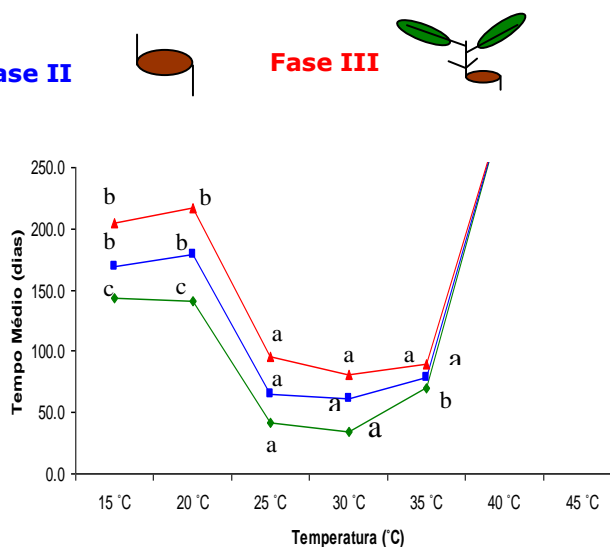 ase II
Fase III
250.0
200.0
150.0
100.0
50.0
0.0
Tempo Médio (dias)
b
b
b
b
c
c
a
a
a
a
a
a
a
a
b
15 ˚C
20 ˚C
25 ˚C
30 ˚C
35 ˚C
40 ˚C
45 ˚C
Temperatura (˚C)